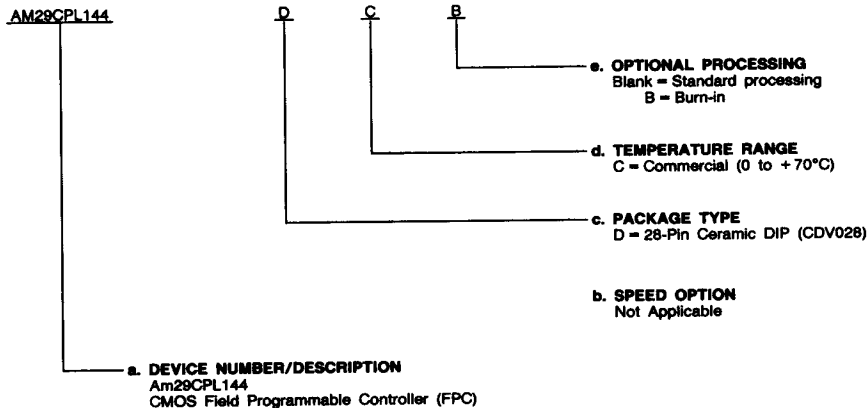 AM29CPL144 D C B
e. OPTIONAL PROCESSING
Blank = Standard processing
B = Burn-in
d. TEMPERATURE RANGE
C = Commercial (0 to +70°C)
c. PACKAGE TYPE
D = 28-Pin Ceramic DIP (CDV028)
b. SPEED OPTION
Not Applicable
a. DEVICE NUMBER/DESCRIPTION
Am29CPL144
CMOS Field Programmable Controller (FPC)